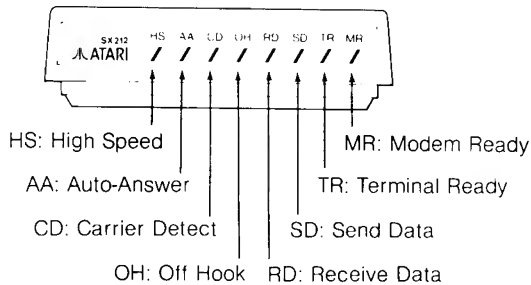 SX212
ATARI
HS AA CD OH RD SD TR MR
HS: High Speed
MR: Modem Ready
AA: Auto-Answer
TR: Terminal Ready
CD: Carrier Detect
SD: Send Data
OH: Off Hook
RD: Receive Data